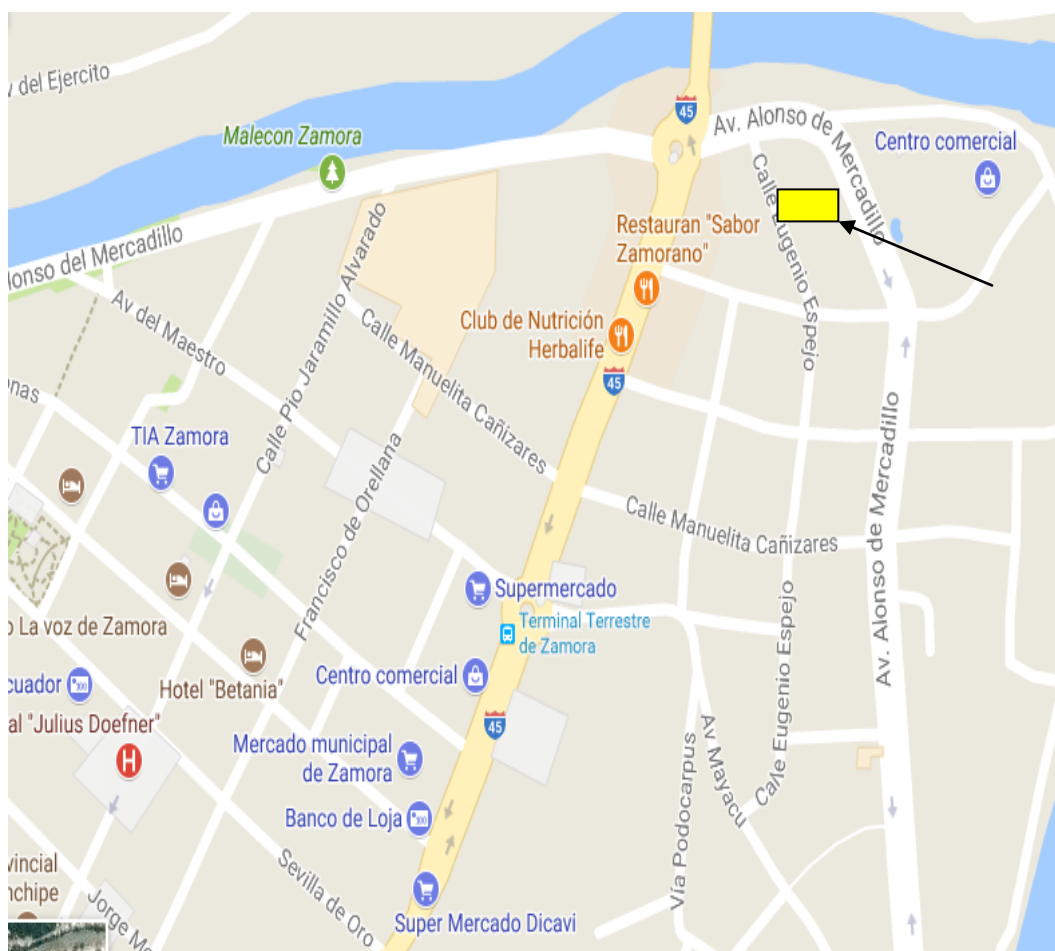 v del Ejercito
Malecon Zamora
45
Av. Alonso de Mercadillo
Centro comercial
Calle Eugenio Espejo
Restauran "Sabor
Zamorano"
lonso del Mercadillo
Av del Maestro
Calle Pio Jaramillo Alvarado
Calle Manuelita Cañizares
Club de Nutrición
Herbalife
45
nas
TIA Zamora
Francisco de Orellana
Calle Manuelita Cañizares
Av. Alonso de Mercadillo
Supermercado
Terminal Terrestre
de Zamora
o La voz de Zamora
Hotel "Betania"
Centro comercial
cuador
al "Julius Doefner"
H
45
Mercado municipal
de Zamora
Banco de Loja
Calle Eugenio Espejo
Av Mayacu
Vía Podocarpus
vincial
nchipe
Jorge Mo
Sevilla de Oro
Super Mercado Dicavi